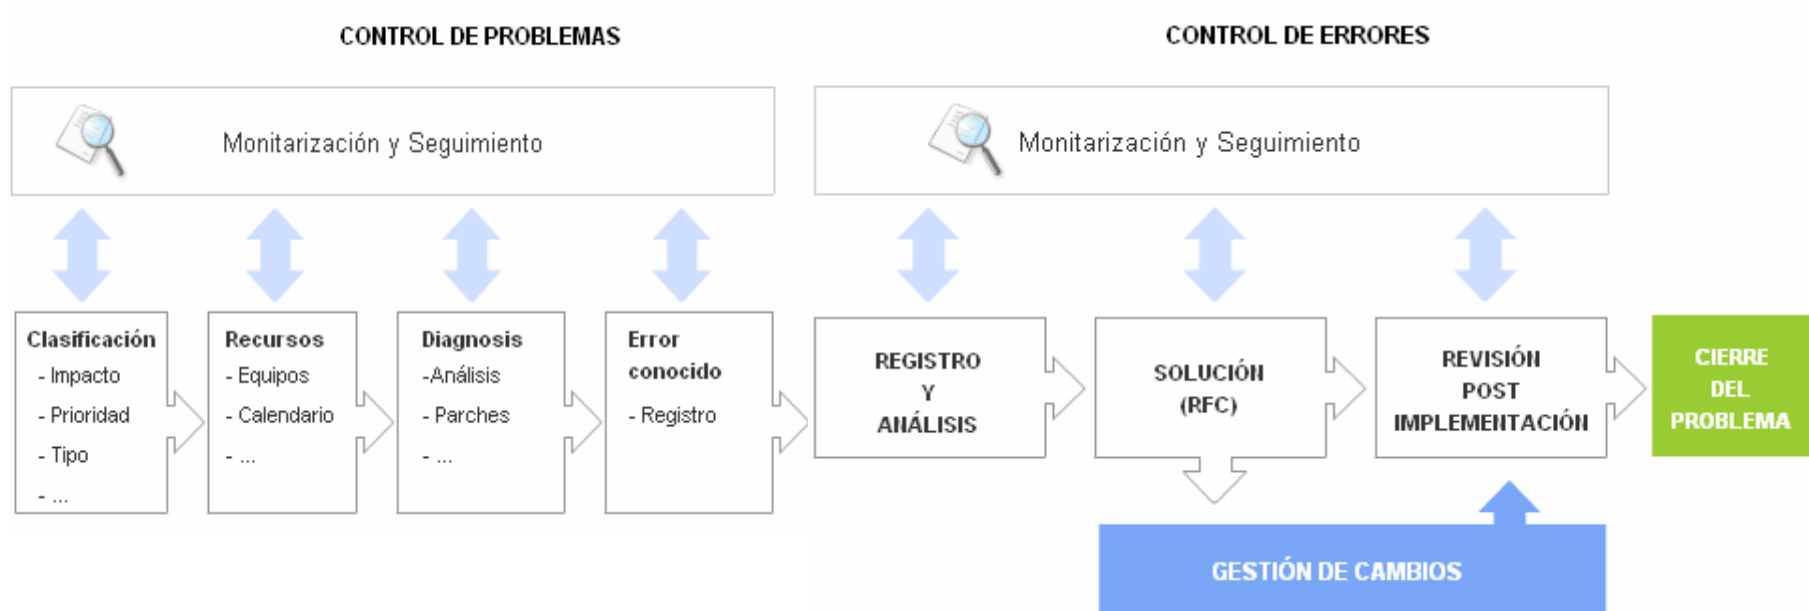 CONTROL DE PROBLEMAS
CONTROL DE ERRORES
Monitarización y Seguimiento
Monitarización y Seguimiento
Clasificación
- Impacto
- Prioridad
- Tipo
- ...
Recursos
- Equipos
- Calendario
- ...
Diagnosis
-Análisis
- Parches
- ...
Error
conocido
- Registro
REGISTRO
Y
ANÁLISIS
SOLUCIÓN
(RFC)
REVISIÓN
POST
IMPLEMENTACIÓN
CIERRE
DEL
PROBLEMA
GESTIÓN DE CAMBIOS